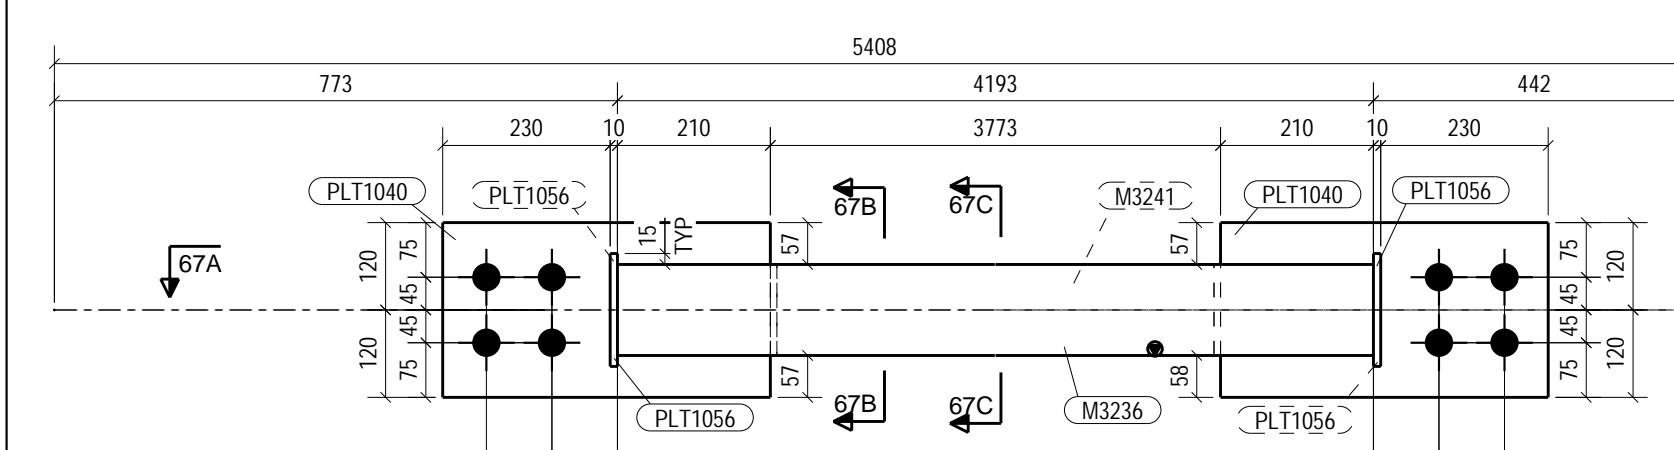 5408
773 4193 442
230 10 210 3773 210 10 230
PLT1040 PLT1056 M3241 PLT1040 PLT1056
67B 67C
15 TYP 57 57
67A
120 75 45 45 75 120
75 45 45 75 120 120
57 58
67B 67C
PLT1056 M3236 PLT1056